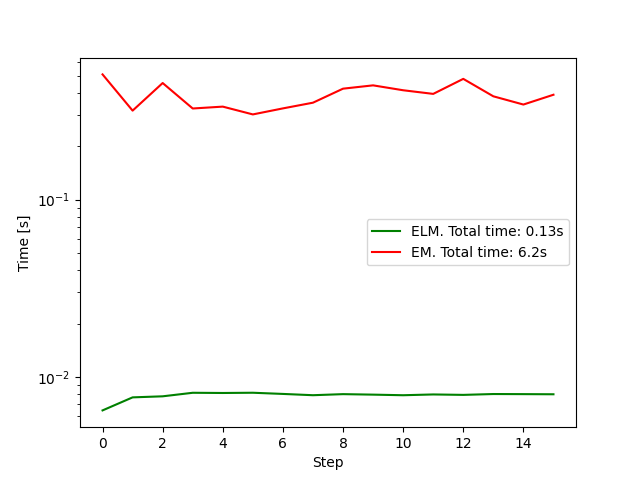 10⁻¹
10⁻²
Time [s]
ELM. Total time: 0.13s
EM. Total time: 6.2s
0 2 4 6 8 10 12 14
Step